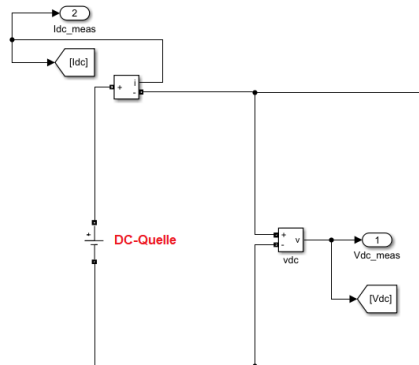 2
Idc_meas
[Idc]
+
i
-
+
DC-Quelle
+
-
v
vdc
1
Vdc_meas
[Vdc]